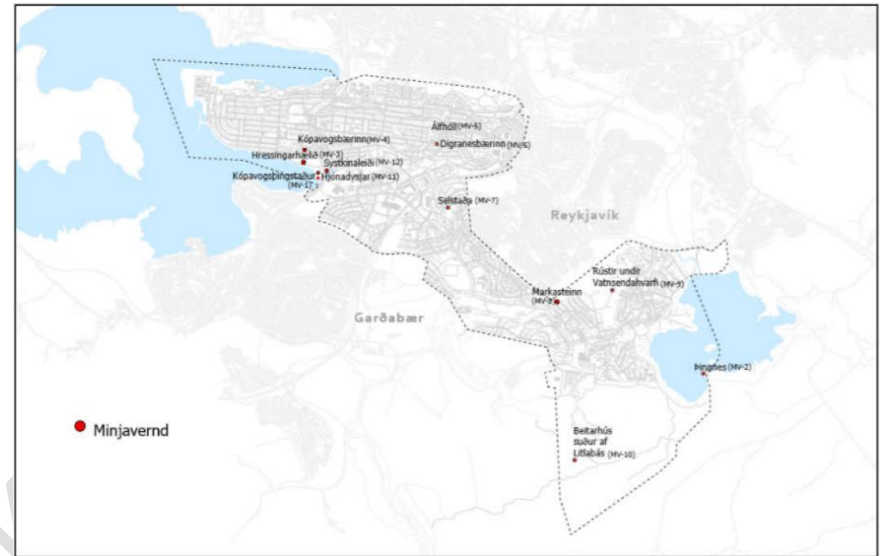 Kópavogsbærinn(MV-4)
Hressingarhælið (MV-3)
Systkinaleiði (MV-12)
Kópavogsþingstaður
(MV-1)
Hjónadysjar (MV-11)
Álfhóll(MV-5)
Digranesbærinn (MV-6)
Selstaða (MV-7)
Reykjavík
Rústir undir
Vatnsendahvarfi (MV-9)
Markasteinn
(MV-8)
Garðabær
Þingnes (MV-2)
Minjavernd
Beitarhús
suður af
Litlabás (MV-10)